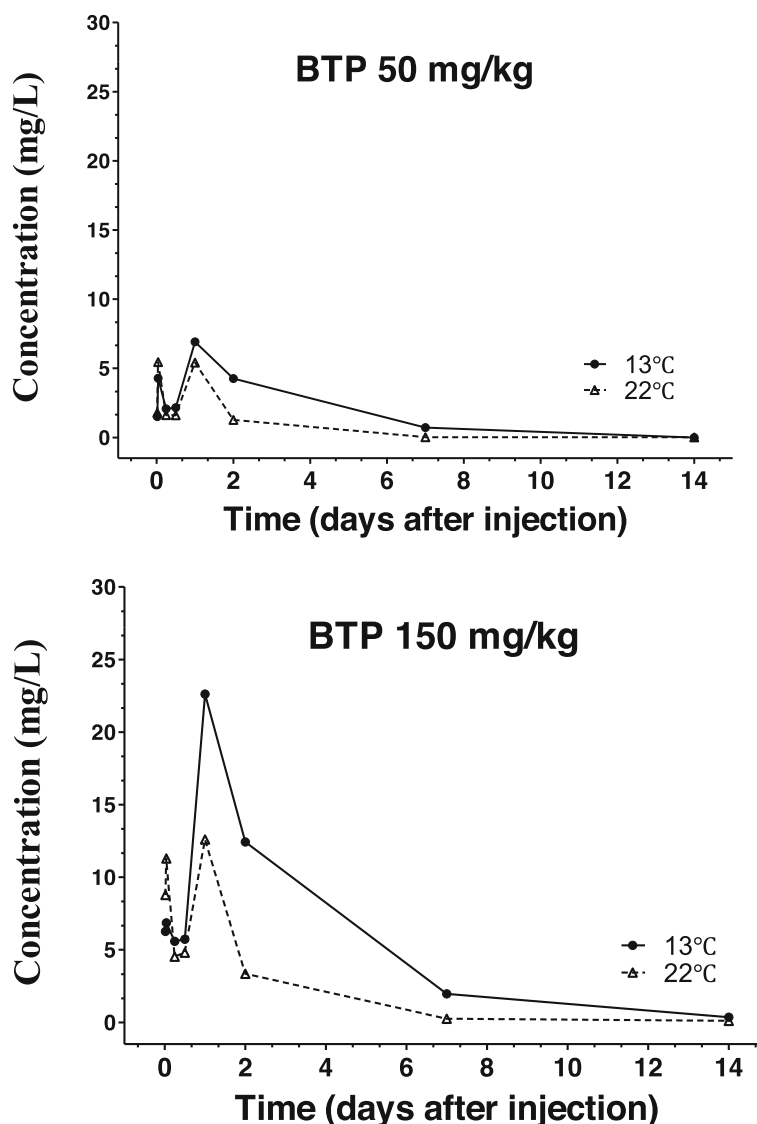 BTP 50 mg/kg
Concentration (mg/L)
30
25
20
15
10
5
0
13℃
22℃
0 2 4 6 8 10 12 14
Time (days after injection)
BTP 150 mg/kg
Concentration (mg/L)
30
25
20
15
10
5
0
13℃
22℃
0 2 4 6 8 10 12 14
Time (days after injection)